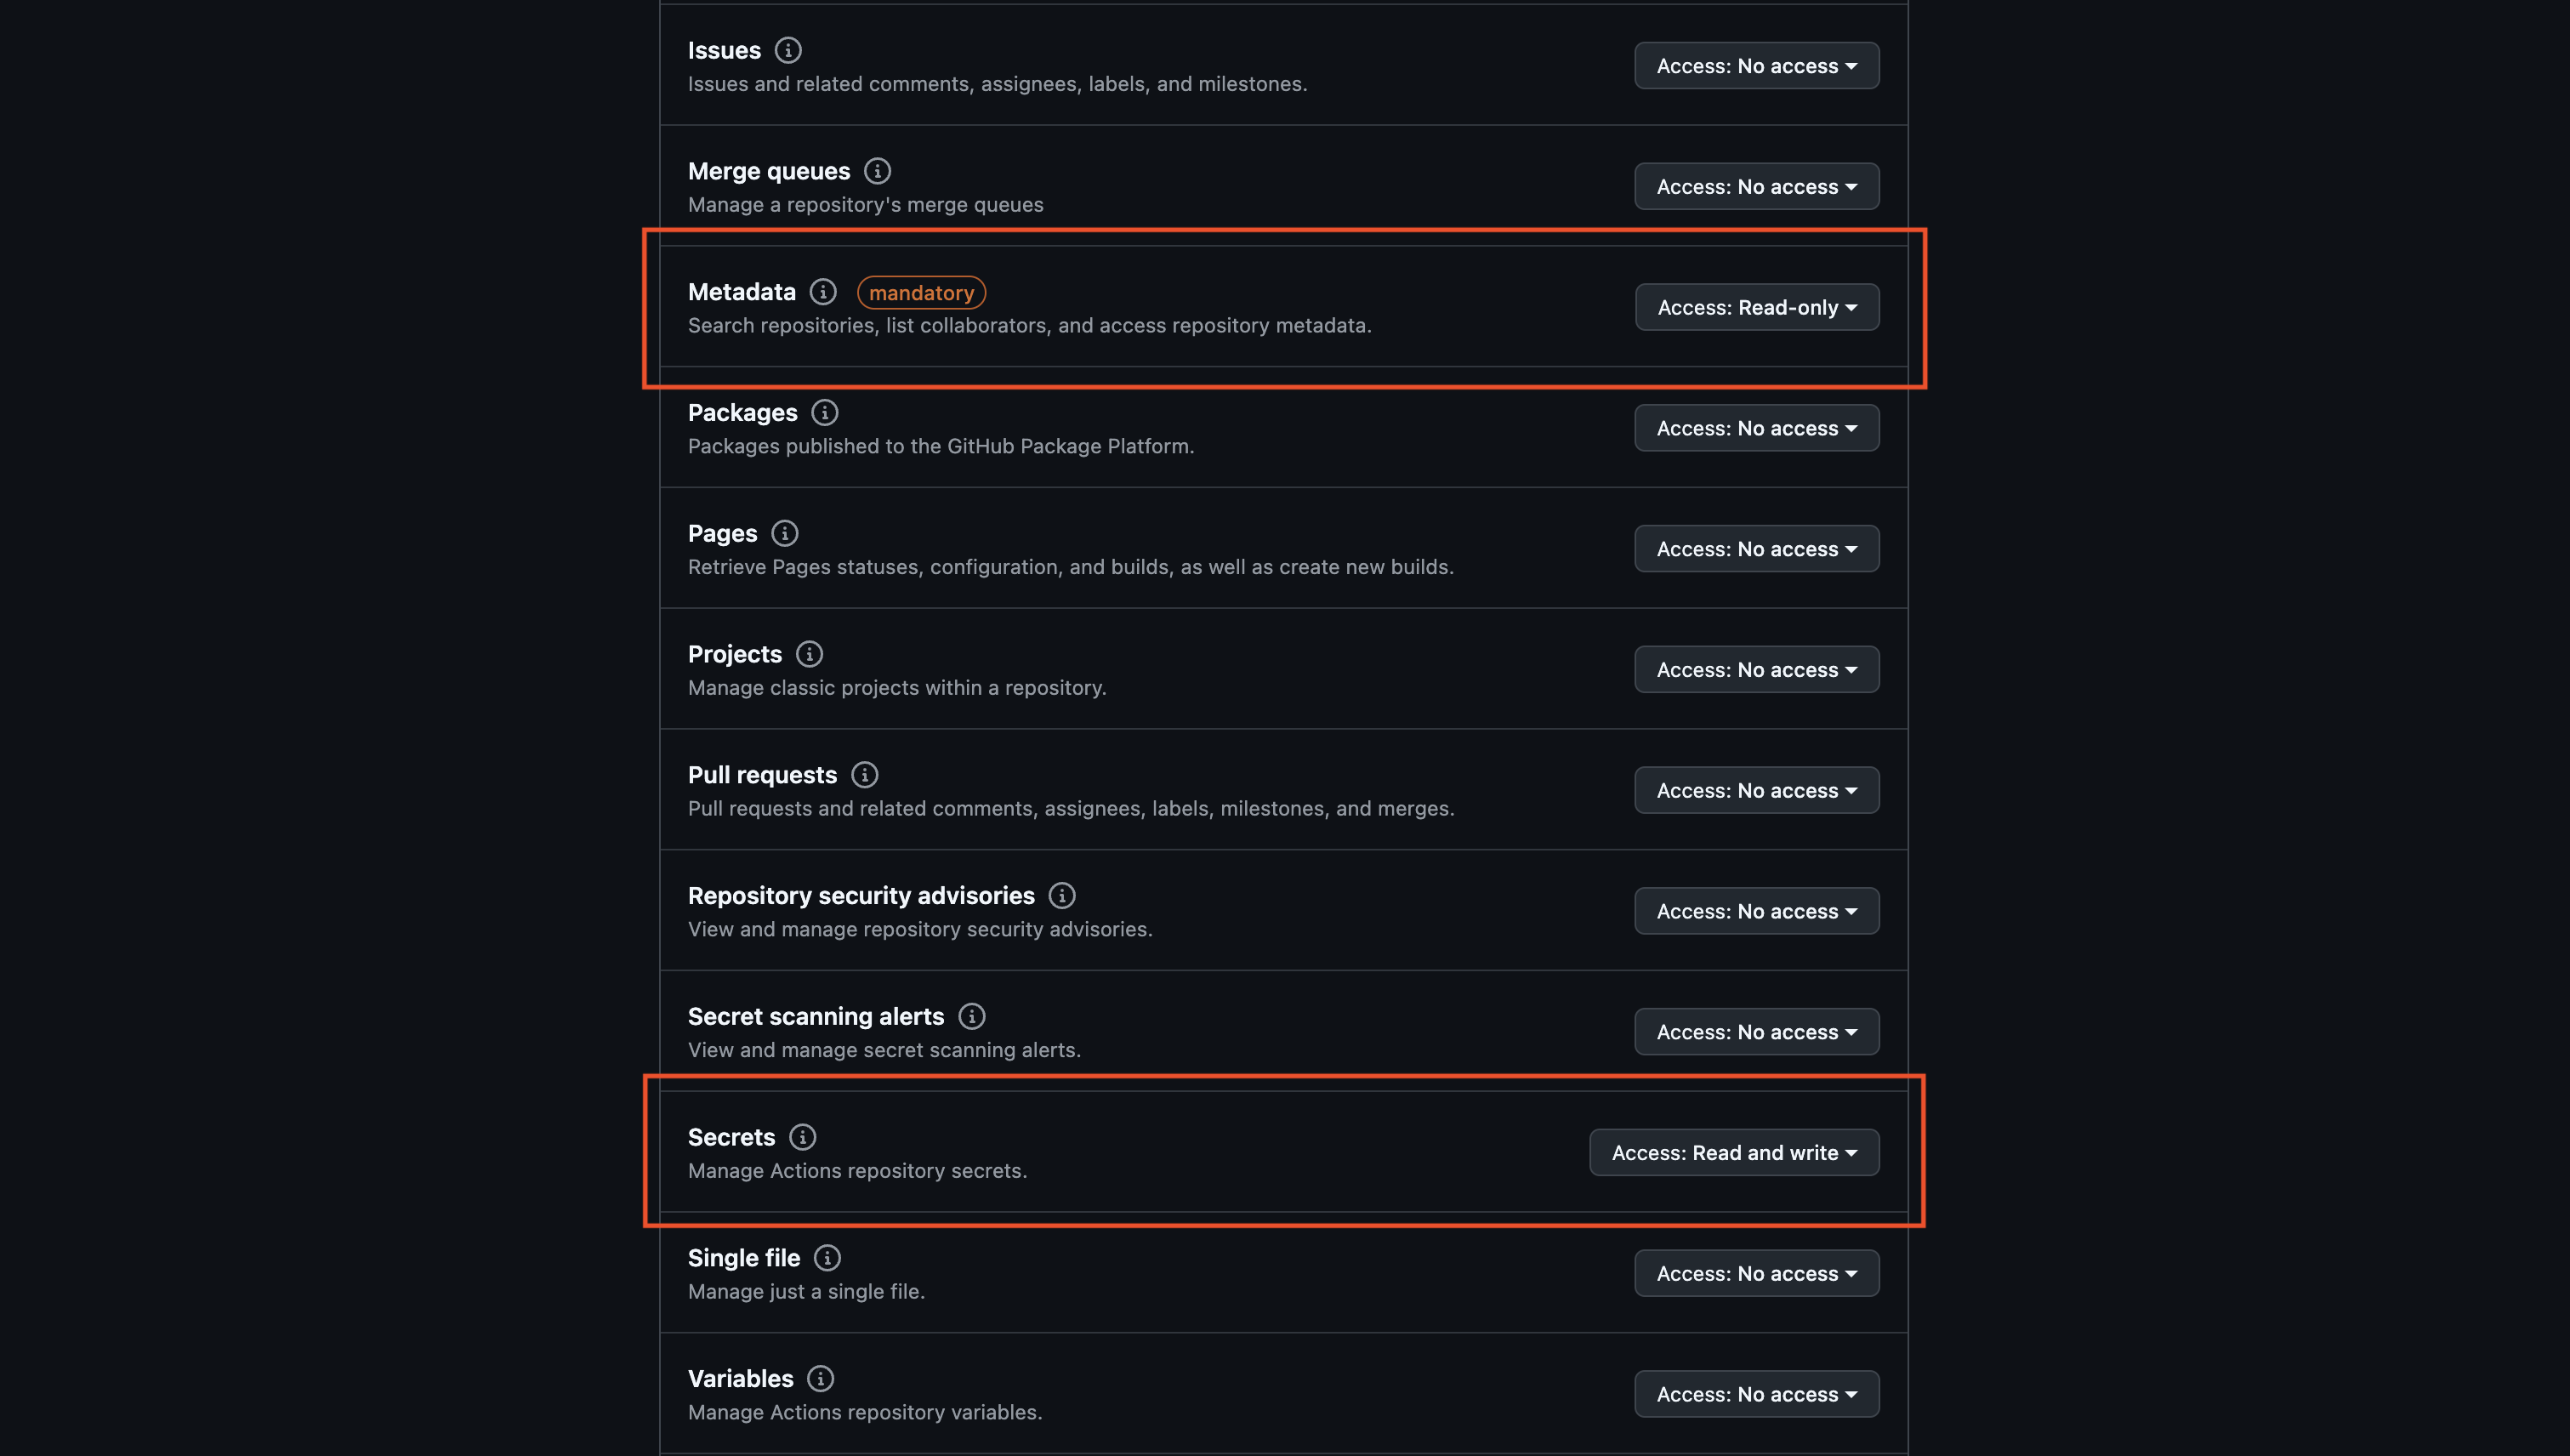 Issues
Access: No access
Issues and related comments, assignees, labels, and milestones.
Merge queues
Access: No access
Manage a repository's merge queues
Metadata mandatory
Access: Read-only
Search repositories, list collaborators, and access repository metadata.
Packages
Access: No access
Packages published to the GitHub Package Platform.
Pages
Access: No access
Retrieve Pages statuses, configuration, and builds, as well as create new builds.
Projects
Access: No access
Manage classic projects within a repository.
Pull requests
Access: No access
Pull requests and related comments, assignees, labels, milestones, and merges.
Repository security advisories
Access: No access
View and manage repository security advisories.
Secret scanning alerts
Access: No access
View and manage secret scanning alerts.
Secrets
Access: Read and write
Manage Actions repository secrets.
Single file
Access: No access
Manage just a single file.
Variables
Access: No access
Manage Actions repository variables.